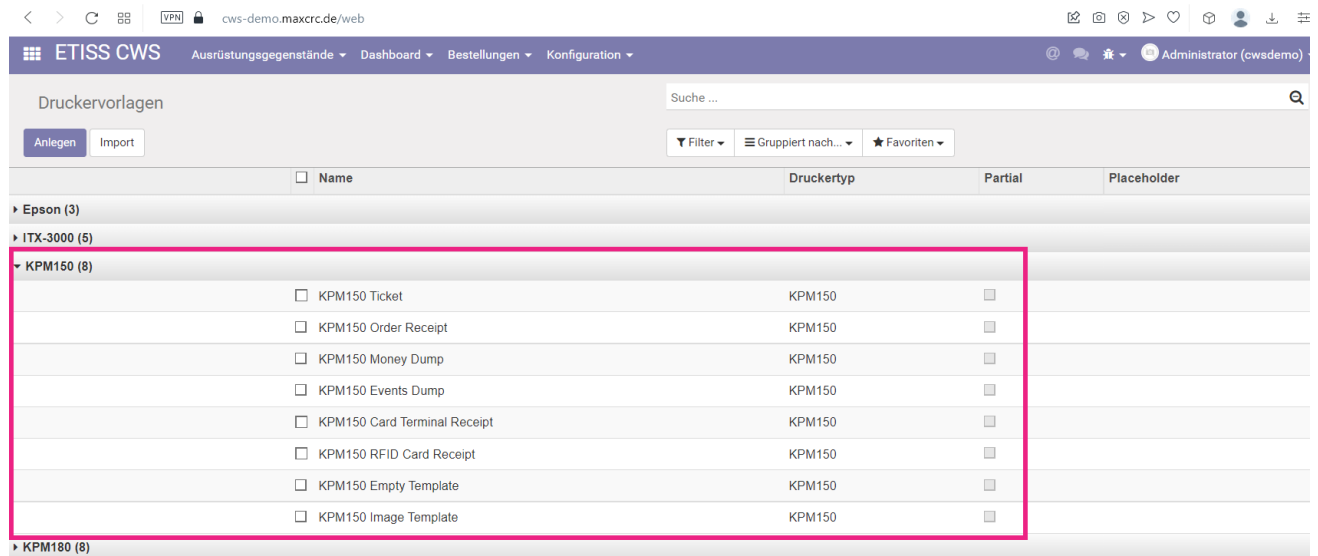 VPN cws-demo.maxcrc.de/web
ETISS CWS Ausrüstungsgegenstände Dashboard Bestellungen Konfiguration @ Administrator (cwsdemo)
Druckervorlagen Suche ...
Anlegen Import Filter Gruppiert nach... Favoriten
Name Druckertyp Partial Placeholder
Epson (3)
ITX-3000 (5)
KPM150 (8)
KPM150 Ticket KPM150
KPM150 Order Receipt KPM150
KPM150 Money Dump KPM150
KPM150 Events Dump KPM150
KPM150 Card Terminal Receipt KPM150
KPM150 RFID Card Receipt KPM150
KPM150 Empty Template KPM150
KPM150 Image Template KPM150
KPM180 (8)